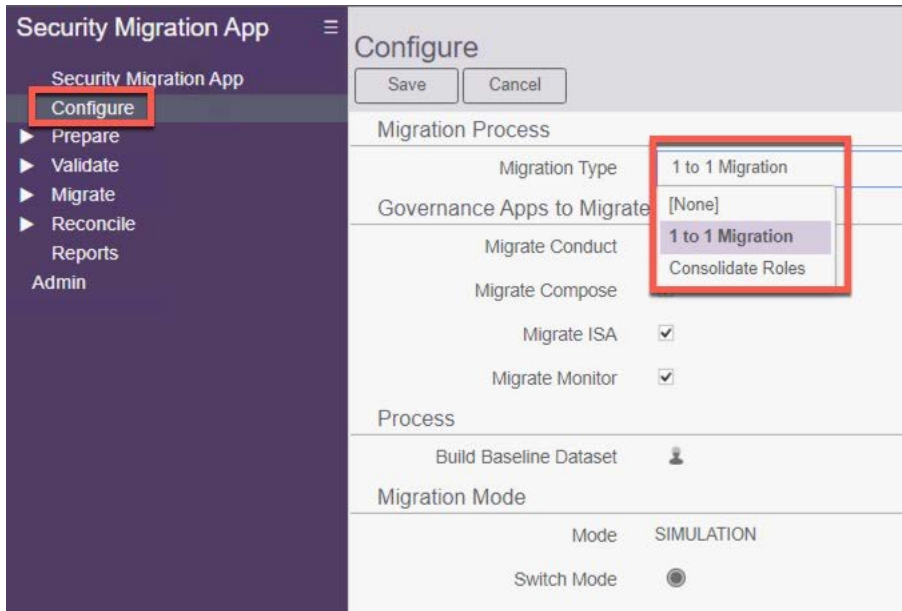 Security Migration App
Security Migration App
Configure
Prepare
Validate
Migrate
Reconcile
Reports
Admin
Configure
Save Cancel
Migration Process
Migration Type 1 to 1 Migration
[None]
1 to 1 Migration
Consolidate Roles
Governance Apps to Migrate
Migrate Conduct
Migrate Compose
Migrate ISA
Migrate Monitor
Process
Build Baseline Dataset
Migration Mode
Mode SIMULATION
Switch Mode